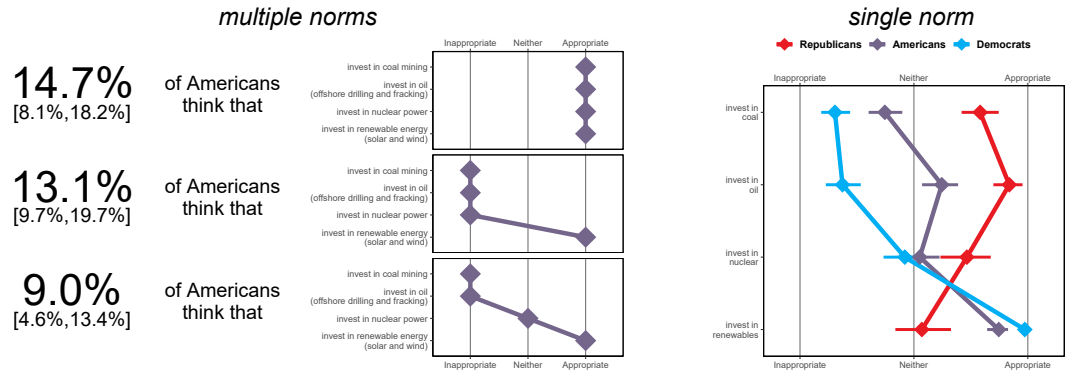 multiple norms
Inappropriate Neither Appropriate
14.7%
[8.1%,18.2%]
of Americans
think that
invest in coal mining
invest in oil
(offshore drilling and fracking)
invest in nuclear power
invest in renewable energy
(solar and wind)
13.1%
[9.7%,19.7%]
of Americans
think that
invest in coal mining
invest in oil
(offshore drilling and fracking)
invest in nuclear power
invest in renewable energy
(solar and wind)
9.0%
[4.6%,13.4%]
of Americans
think that
invest in coal mining
invest in oil
(offshore drilling and fracking)
invest in nuclear power
invest in renewable energy
(solar and wind)
Inappropriate Neither Appropriate
single norm
Republicans Americans Democrats
Inappropriate Neither Appropriate
invest in
coal
invest in
oil
invest in
nuclear
invest in
renewables
Inappropriate Neither Appropriate